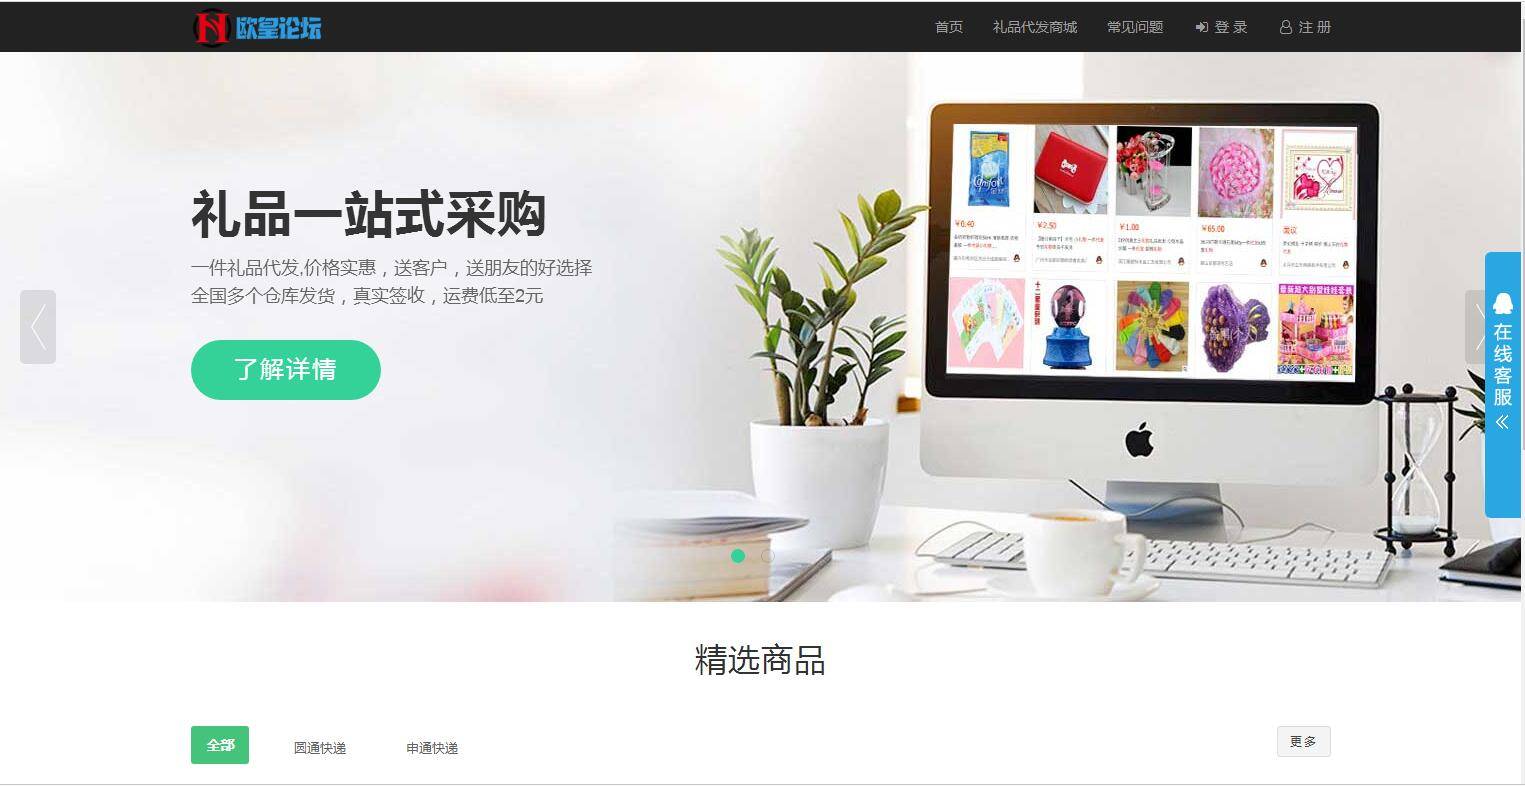 欧皇论坛
首页 礼品代发商城 常见问题 登 录 注 册
礼品一站式采购
一件礼品代发.价格实惠，送客户，送朋友的好选择
全国多个仓库发货，真实签收，运费低至2元
了解详情
￥0.40 ￥2.50 ￥1.00 ￥65.00 面议
在线客服
精选商品
全部 圆通快递 申通快递 更多